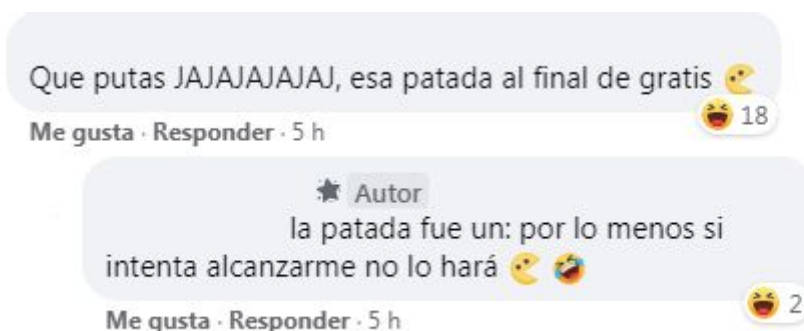 Que putas JAJAJAJAJAJ, esa patada al final de gratis
18
Me gusta · Responder · 5 h
Autor
la patada fue un: por lo menos si
intenta alcanzarme no lo hará
2
Me gusta · Responder · 5 h